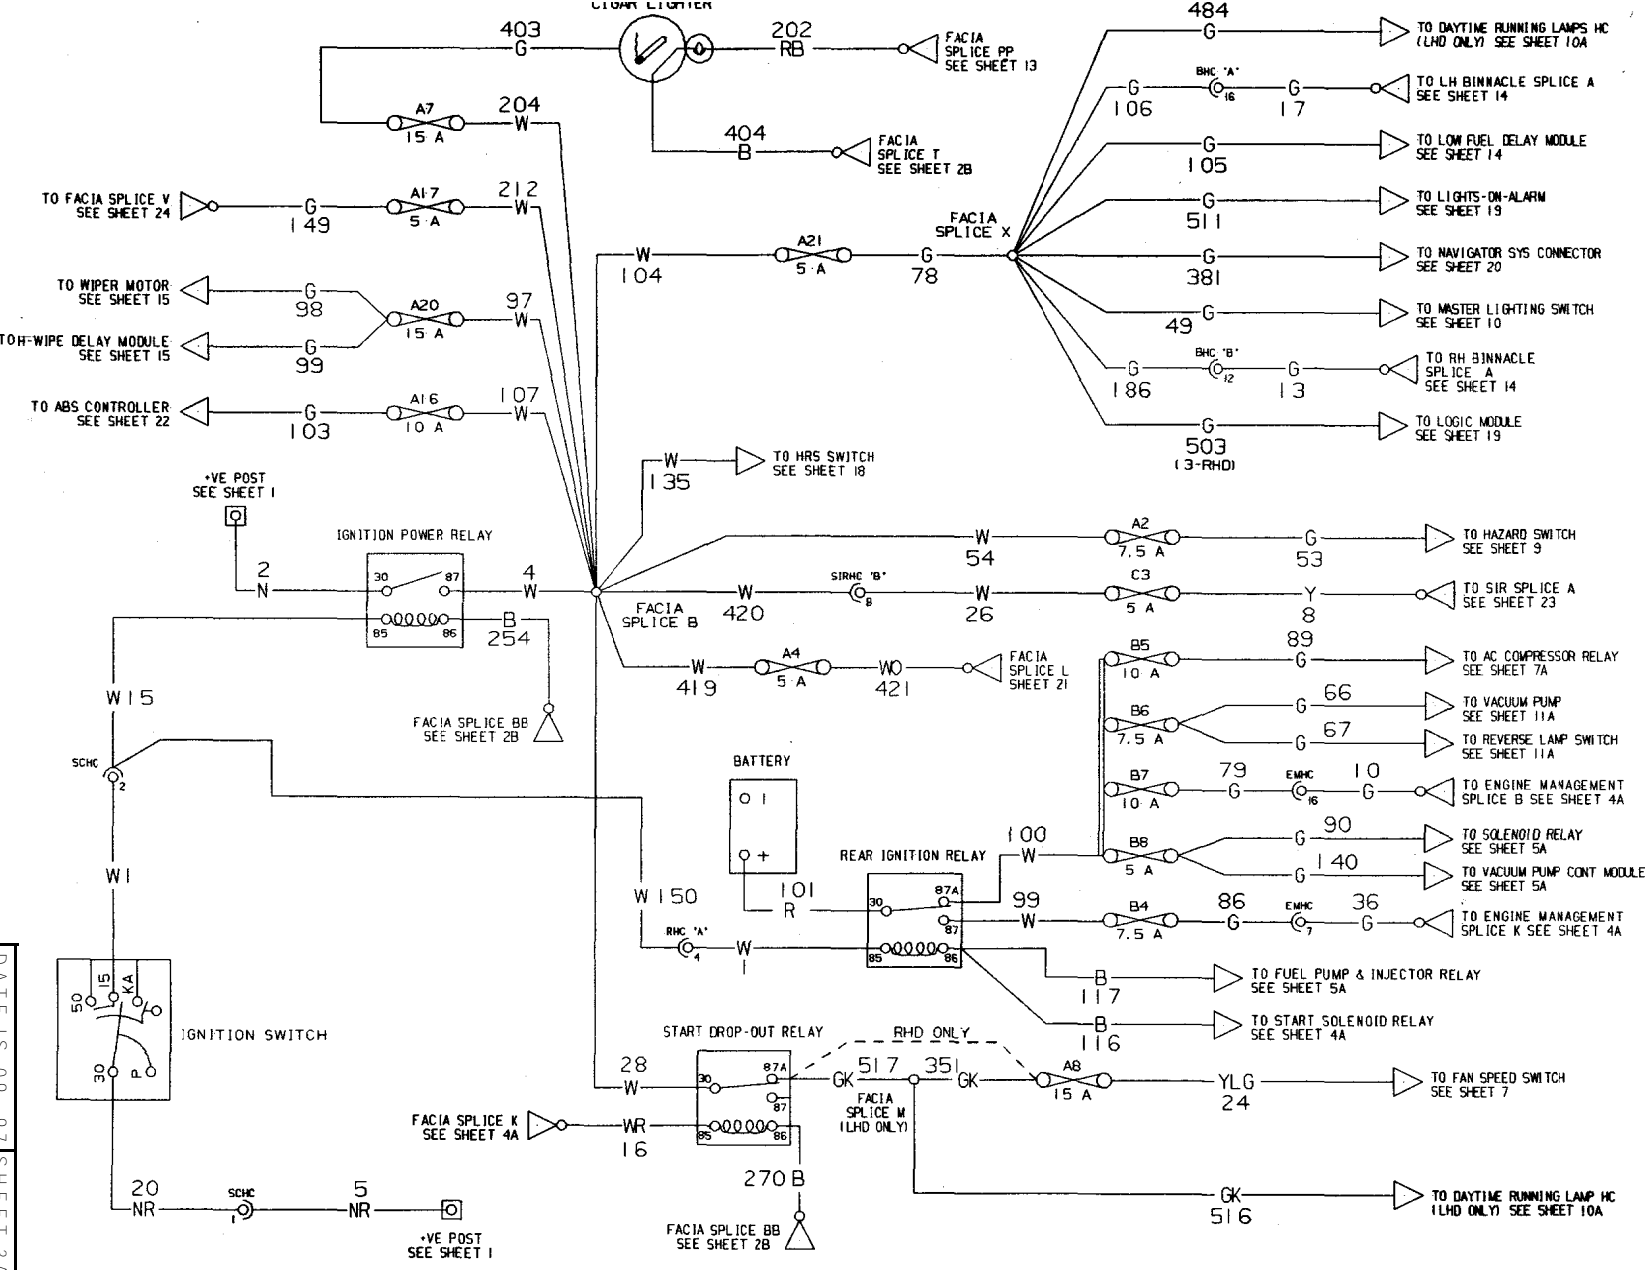 CIGAR LIGHTER
403
G
202
RB
FACIA
SPLICE PP
SEE SHEET 13
484
G
TO DAYTIME RUNNING LAMPS HC
(LHD ONLY) SEE SHEET 10A
A7
15 A
204
W
404
B
FACIA
SPLICE T
SEE SHEET 2B
G
106
BHC 'A'
16
G
17
TO LH BINNACLE SPLICE A
SEE SHEET 14
G
105
TO LOW FUEL DELAY MODULE
SEE SHEET 14
TO FACIA SPLICE V
SEE SHEET 24
G
149
A17
5 A
212
W
G
511
TO LIGHTS-ON-ALARM
SEE SHEET 19
FACIA
SPLICE X
W
104
A21
5 A
G
78
G
381
TO NAVIGATOR SYS CONNECTOR
SEE SHEET 20
TO WIPER MOTOR
SEE SHEET 15
G
98
A20
15 A
97
W
G
49
TO MASTER LIGHTING SWITCH
SEE SHEET 10
TOH-WIPE DELAY MODULE
SEE SHEET 15
G
99
G
186
BHC 'B'
12
G
13
TO RH BINNACLE
SPLICE A
SEE SHEET 14
TO ABS CONTROLLER
SEE SHEET 22
G
103
A16
10 A
107
W
G
503
(3-RHD)
TO LOGIC MODULE
SEE SHEET 19
W
135
TO HRS SWITCH
SEE SHEET 18
+VE POST
SEE SHEET 1
IGNITION POWER RELAY
W
54
A2
7.5 A
G
53
TO HAZARD SWITCH
SEE SHEET 9
2
N
30
87
85
86
4
W
B
254
FACIA
SPLICE B
W
420
SIRHC 'B'
8
W
26
C3
5 A
Y
8
TO SIR SPLICE A
SEE SHEET 23
W
419
A4
5 A
WO
421
FACIA
SPLICE L
SHEET 21
B5
10 A
89
G
TO AC COMPRESSOR RELAY
SEE SHEET 7A
W15
FACIA SPLICE BB
SEE SHEET 2B
B6
7.5 A
66
G
TO VACUUM PUMP
SEE SHEET 11A
67
G
TO REVERSE LAMP SWITCH
SEE SHEET 11A
SCHC
2
BATTERY
1
+
B7
10 A
79
G
EMHC
16
10
G
TO ENGINE MANAGEMENT
SPLICE B SEE SHEET 4A
100
W
B8
5 A
90
G
TO SOLENOID RELAY
SEE SHEET 5A
140
G
TO VACUUM PUMP CONT MODULE
SEE SHEET 5A
W1
W150
101
R
REAR IGNITION RELAY
30
87A
87
85
86
99
W
B4
7.5 A
86
G
EMHC
7
36
G
TO ENGINE MANAGEMENT
SPLICE K SEE SHEET 4A
RHC 'A'
4
W
1
B
117
TO FUEL PUMP & INJECTOR RELAY
SEE SHEET 5A
B
116
TO START SOLENOID RELAY
SEE SHEET 4A
50
15
KA
30
P
IGNITION SWITCH
START DROP-OUT RELAY
RHD ONLY
28
W
30
87A
87
85
86
GK
517
351
GK
FACIA
SPLICE M
(LHD ONLY)
A8
15 A
YLG
24
TO FAN SPEED SWITCH
SEE SHEET 7
FACIA SPLICE K
SEE SHEET 4A
WR
16
270 B
FACIA SPLICE BB
SEE SHEET 2B
20
NR
SCHC
1
5
NR
+VE POST
SEE SHEET 1
GK
516
TO DAYTIME RUNNING LAMP HC
(LHD ONLY) SEE SHEET 10A